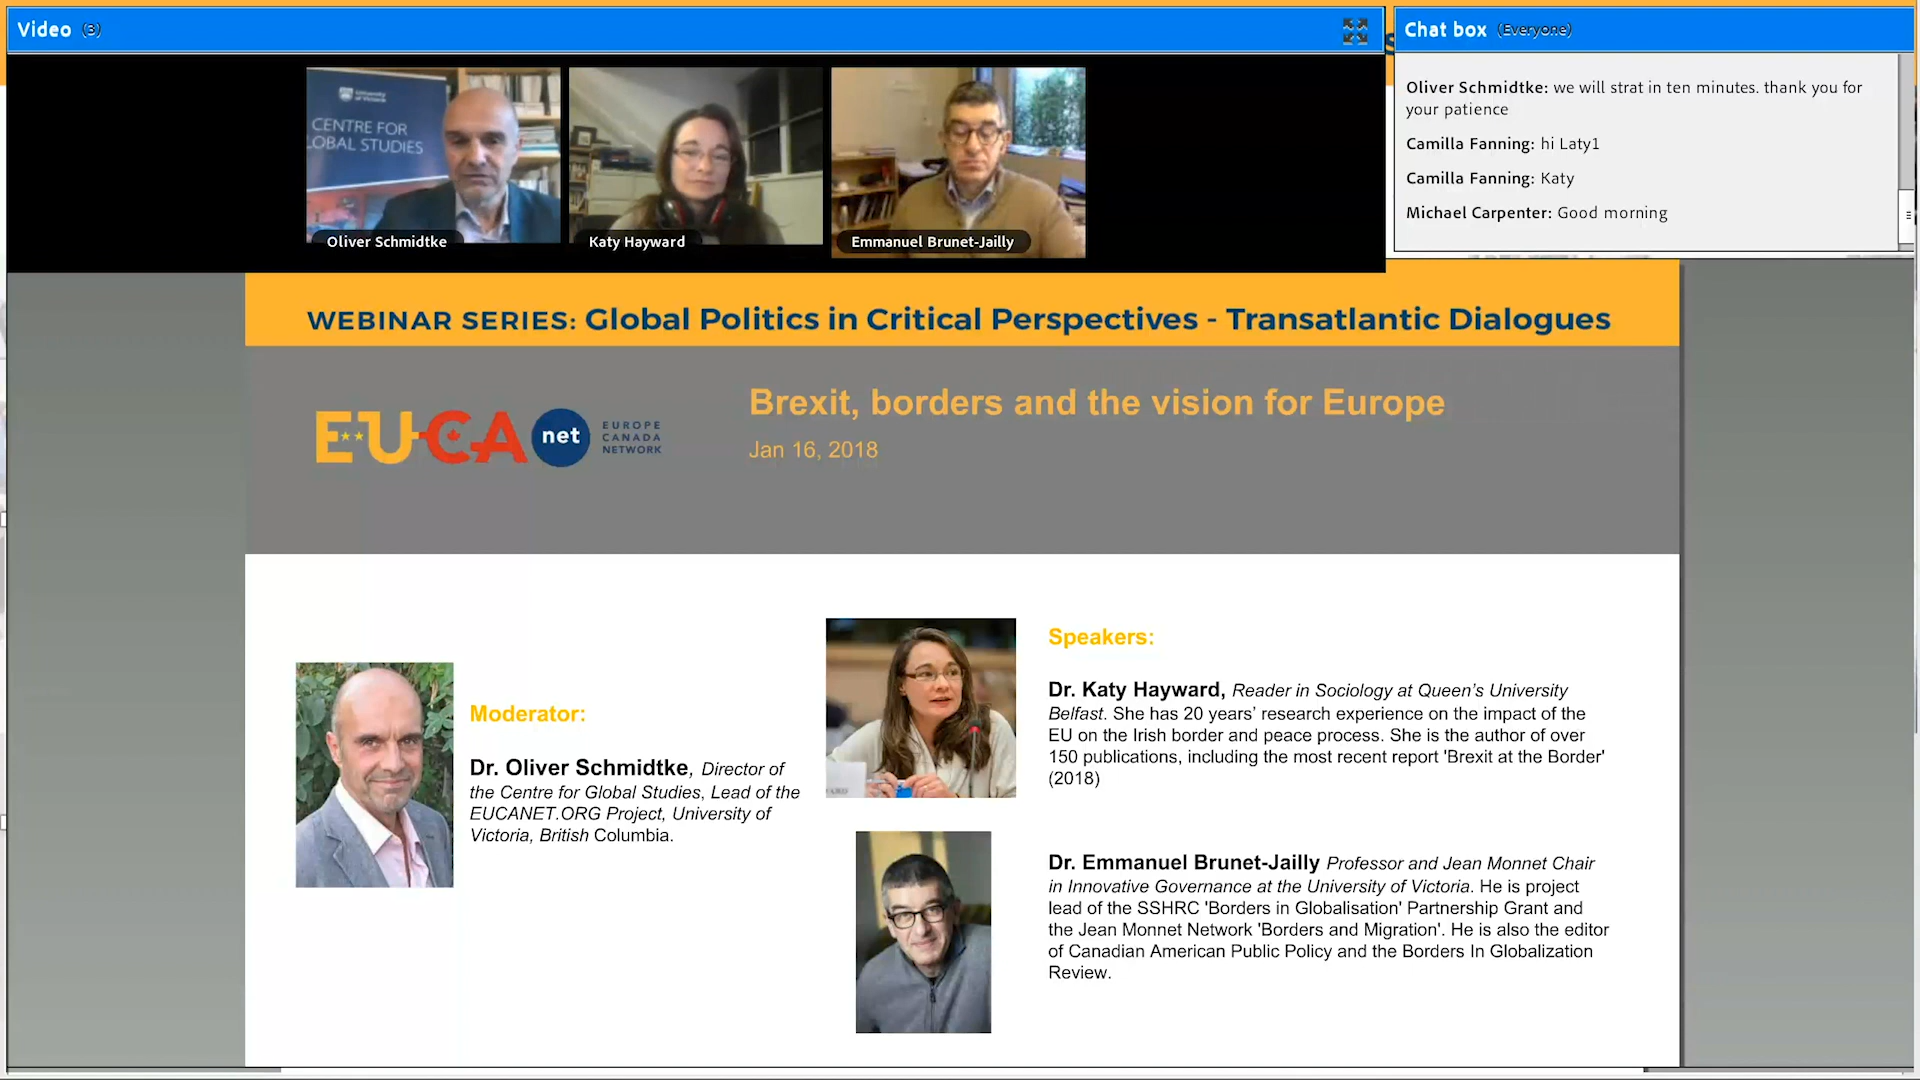 Video (3)
Chat box (Everyone)
Oliver Schmidtke: we will strat in ten minutes. thank you for
your patience
Camilla Fanning: hi Laty1
Camilla Fanning: Katy
Michael Carpenter: Good morning
University
of Victoria
CENTRE FOR
LOBAL STUDIES
Oliver Schmidtke
Katy Hayward
Emmanuel Brunet-Jailly
WEBINAR SERIES: Global Politics in Critical Perspectives - Transatlantic Dialogues
EUCA net
EUROPE
CANADA
NETWORK
Brexit, borders and the vision for Europe
Jan 16, 2018
Moderator:
Dr. Oliver Schmidtke, Director of
the Centre for Global Studies, Lead of the
EUCANET.ORG Project, University of
Victoria, British Columbia.
Speakers:
Dr. Katy Hayward, Reader in Sociology at Queen's University
Belfast. She has 20 years' research experience on the impact of the
EU on the Irish border and peace process. She is the author of over
150 publications, including the most recent report 'Brexit at the Border'
(2018)
Dr. Emmanuel Brunet-Jailly Professor and Jean Monnet Chair
in Innovative Governance at the University of Victoria. He is project
lead of the SSHRC 'Borders in Globalisation' Partnership Grant and
the Jean Monnet Network 'Borders and Migration'. He is also the editor
of Canadian American Public Policy and the Borders In Globalization
Review.